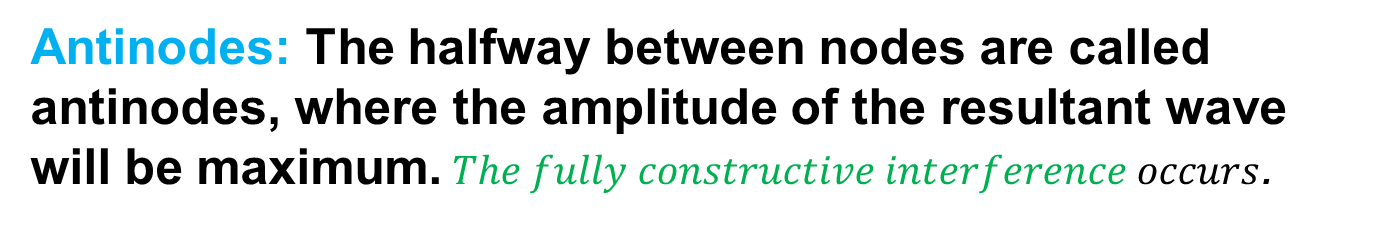 Antinodes: The halfway between nodes are called
antinodes, where the amplitude of the resultant wave
will be maximum. The fully constructive interference occurs.